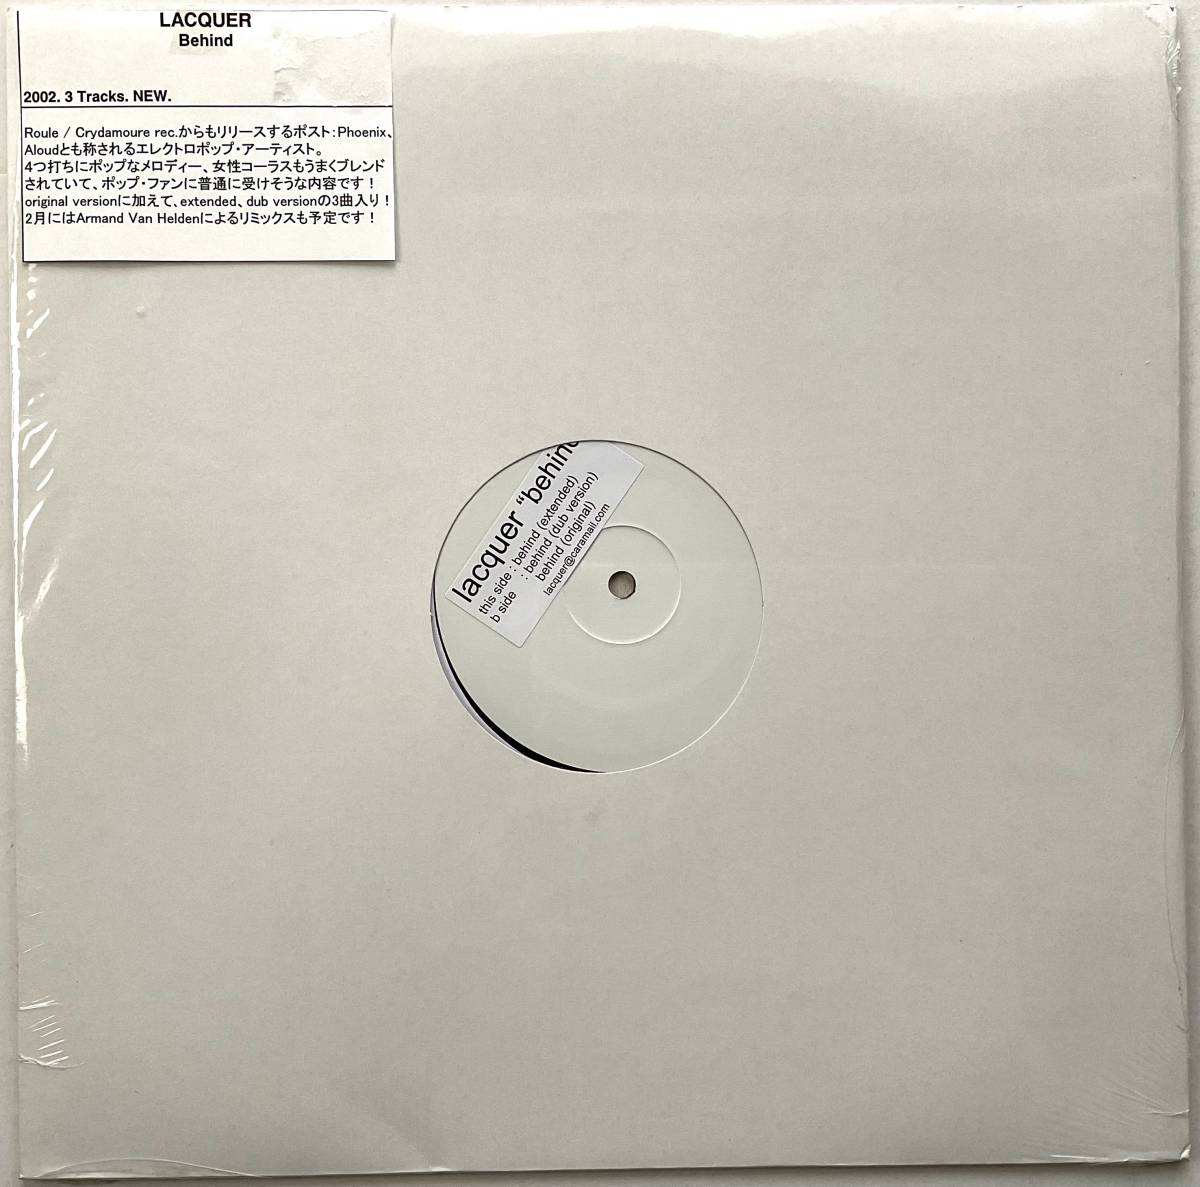 LACQUER
Behind
2002. 3 Tracks. NEW.
Roule / Crydamoure rec.からもリリースするポスト:Phoenix、
Aloudとも称されるエレクトロポップ・アーティスト。
4つ打ちにポップなメロディー、女性コーラスもうまくブレンド
されていて、ポップ・ファンに普通に受けそうな内容です！
original versionに加えて、extended、dub versionの3曲入り！
2月にはArmand Van Heldenによるリミックスも予定です！
lacquer “behind
this side : behind (extended)
b side : behind (dub version)
behind (original)
lacquer@caramail.com